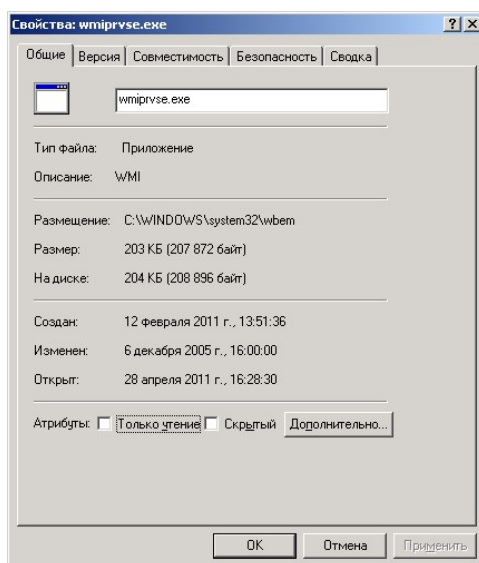 Свойства: wmiprvse.exe
Общие Версия Совместимость Безопасность Сводка
wmiprvse.exe
Тип файла: Приложение
Описание: WMI
Размещение: C:\WINDOWS\system32\wbem
Размер: 203 КБ (207 872 байт)
На диске: 204 КБ (208 896 байт)
Создан: 12 февраля 2011 г., 13:51:36
Изменен: 6 декабря 2005 г., 16:00:00
Открыт: 28 апреля 2011 г., 16:28:30
Атрибуты: Только чтение Скрытый Дополнительно...
OK Отмена Применить